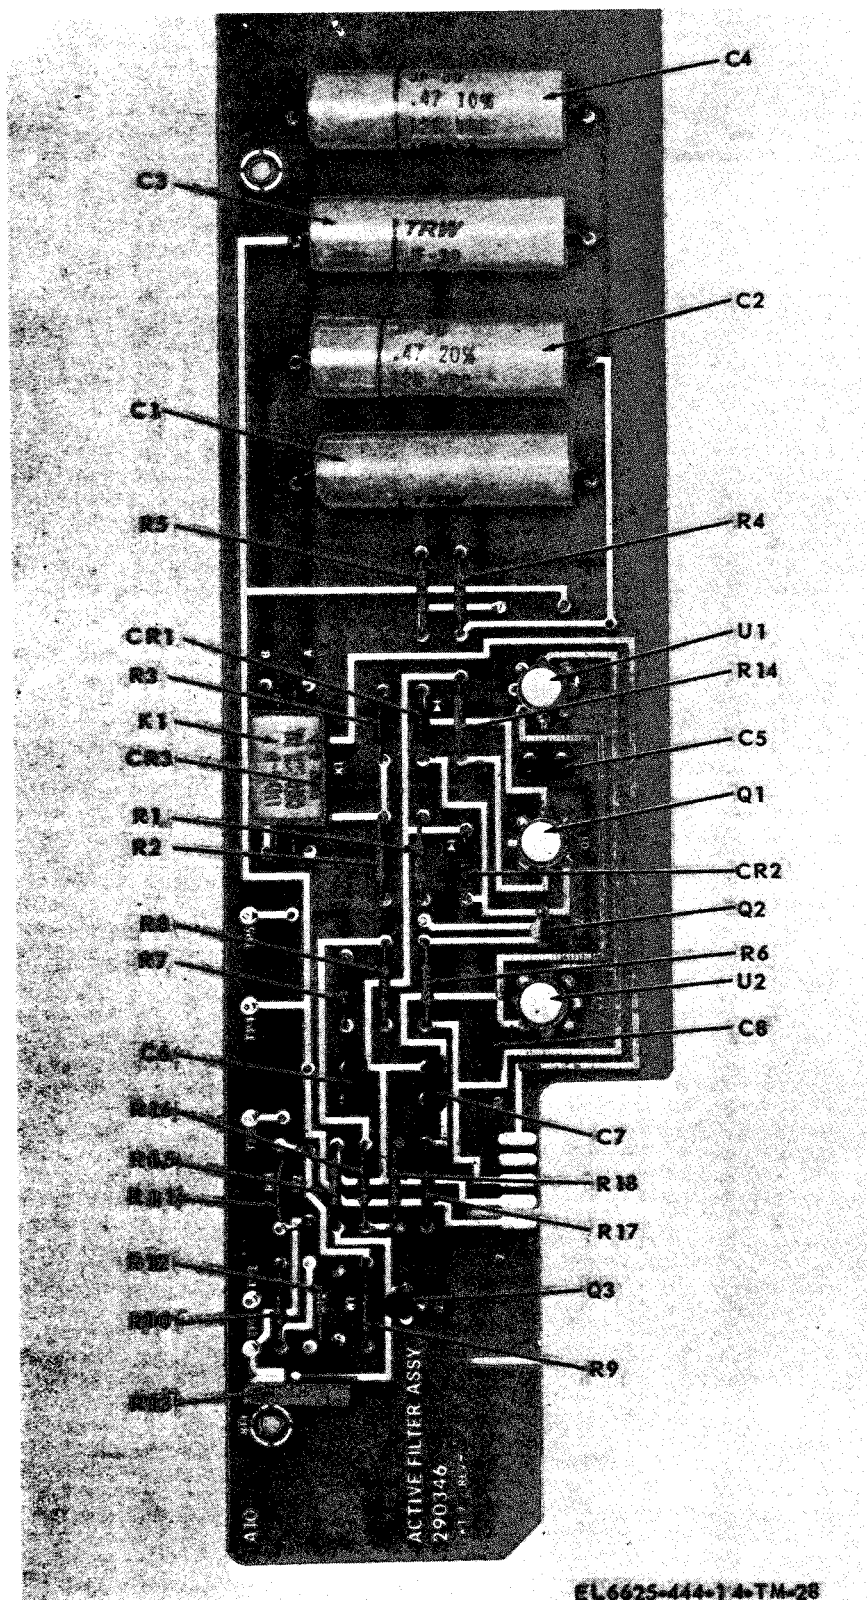 C4
.47 10%
C3
TRW
C2
.47 20%
C1
R5
R4
CR1
U1
R3
R14
K1
C5
CR3
Q1
R1
R2
CR2
Q2
R8
R6
R7
U2
C8
C6
C7
R16
R15
R18
R11
R17
R12
Q3
R10
R9
R13
ACTIVE FILTER ASSY
290346
A10
EL6625-444-14-TM-28